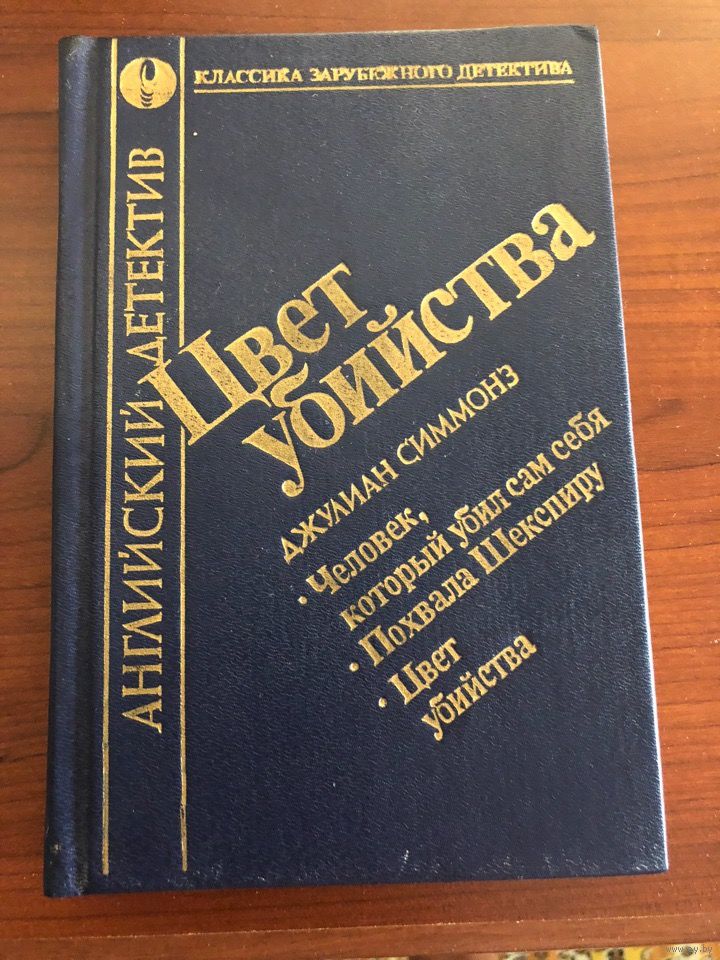 КЛАССИКА ЗАРУБЕЖНОГО ДЕТЕКТИВА
АНГЛИЙСКИЙ ДЕТЕКТИВ
Цвет
убийства
ДЖУЛИАН СИММОНЗ
• Человек,
который убил сам себя
• Похвала Шекспиру
• Цвет
убийства